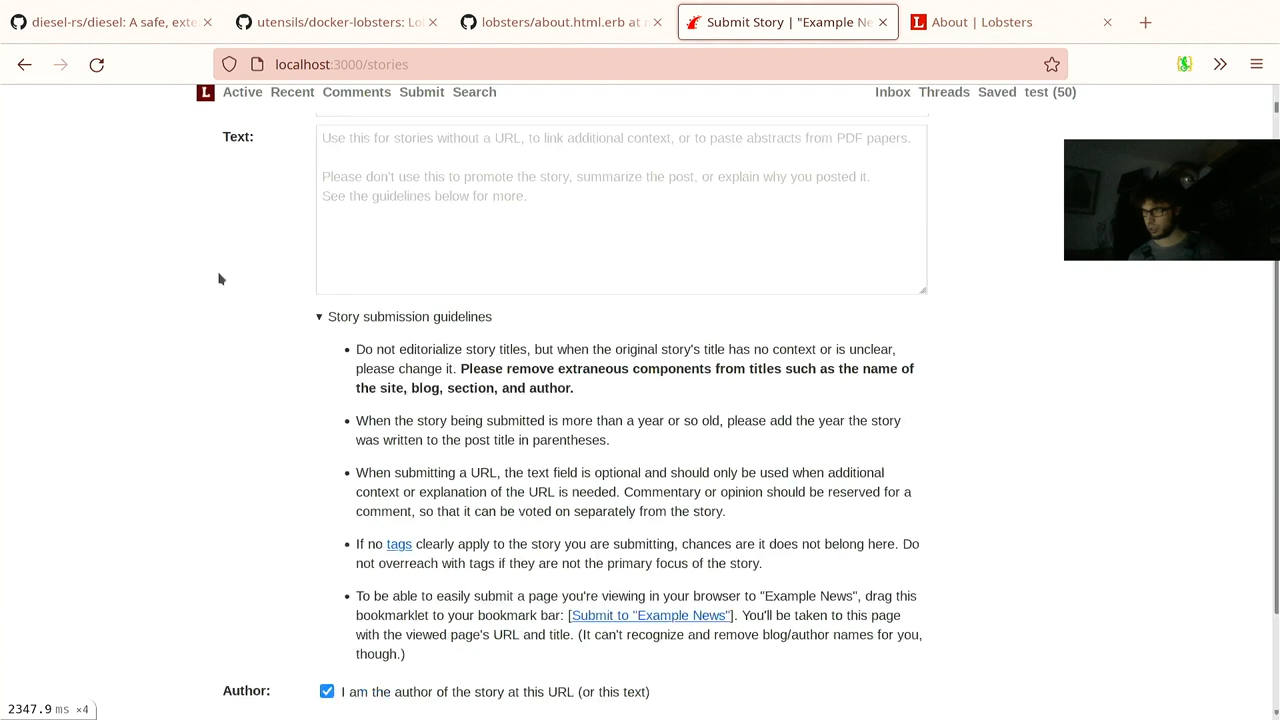 diesel-rs/diesel: A safe, exte
utensils/docker-lobsters: Lo
lobsters/about.html.erb at
Submit Story | "Example Ne
About | Lobsters
localhost:3000/stories
L Active Recent Comments Submit Search
Inbox Threads Saved test (50)
Text:
Use this for stories without a URL, to link additional context, or to paste abstracts from PDF papers.
Please don't use this to promote the story, summarize the post, or explain why you posted it.
See the guidelines below for more.
▾ Story submission guidelines
• Do not editorialize story titles, but when the original story's title has no context or is unclear,
please change it. Please remove extraneous components from titles such as the name of
the site, blog, section, and author.
• When the story being submitted is more than a year or so old, please add the year the story
was written to the post title in parentheses.
• When submitting a URL, the text field is optional and should only be used when additional
context or explanation of the URL is needed. Commentary or opinion should be reserved for a
comment, so that it can be voted on separately from the story.
• If no tags clearly apply to the story you are submitting, chances are it does not belong here. Do
not overreach with tags if they are not the primary focus of the story.
• To be able to easily submit a page you're viewing in your browser to "Example News", drag this
bookmarklet to your bookmark bar: [Submit to "Example News"]. You'll be taken to this page
with the viewed page's URL and title. (It can't recognize and remove blog/author names for you,
though.)
Author:
I am the author of the story at this URL (or this text)
2347.9 ms ×4